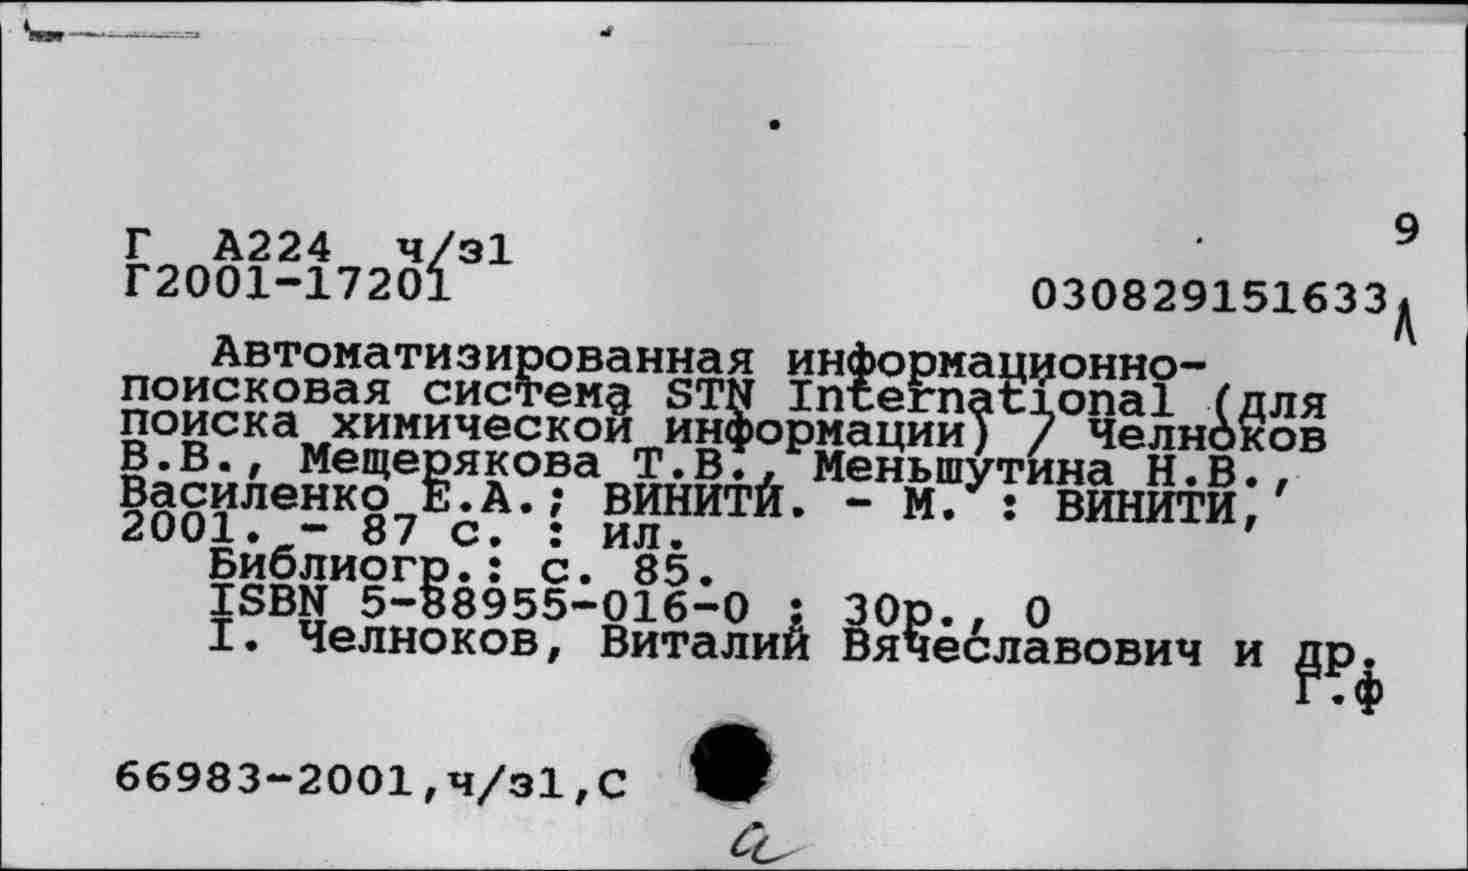 9
Г А224 ч/з1
Г2001-17201
030829151633
Л
Автоматизированная информационно-
поисковая система STN International (для
поиска химической информации) / Челноков
В.В., Мещерякова Т.В., Меньшутина Н.В.,
Василенко Е.А.; ВИНИТИ. - М. : ВИНИТИ,
2001. - 87 с. : ил.
Библиогр.: с. 85.
ISBN 5-88955-016-0 : 30р., 0
I. Челноков, Виталий Вячеславович и др.
Г.ф
66983-2001,ч/з1,С